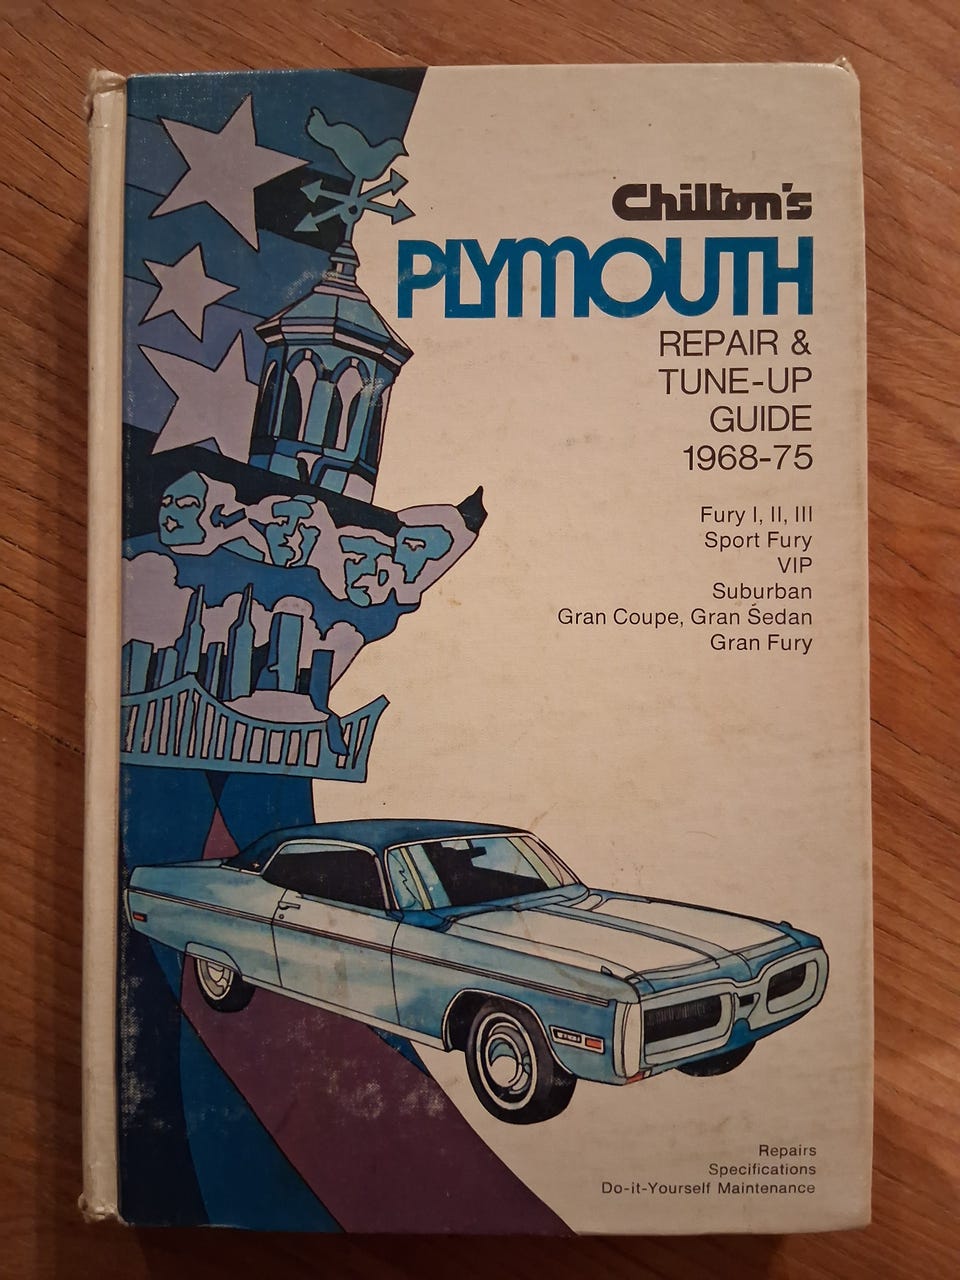 Chilton's
PLYMOUTH
REPAIR &
TUNE-UP
GUIDE
1968-75
Fury I, II, III
Sport Fury
VIP
Suburban
Gran Coupe, Gran Sedan
Gran Fury
Repairs
Specifications
Do-it-Yourself Maintenance